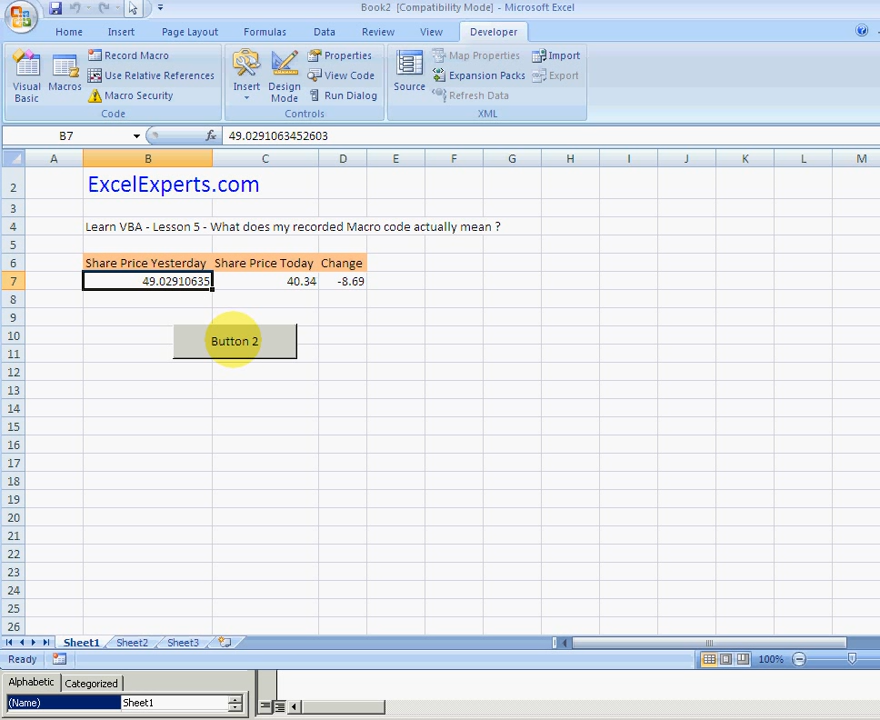 Book2 [Compatibility Mode] - Microsoft Excel
Home Insert Page Layout Formulas Data Review View Developer
Visual Basic
Macros
Record Macro
Use Relative References
Macro Security
Code
Insert
Design Mode
Properties
View Code
Run Dialog
Controls
Source
Map Properties
Expansion Packs
Refresh Data
Import
Export
XML
B7 fx 49.0291063452603
A B C D E F G H I J K L M
2 ExcelExperts.com
3
4 Learn VBA - Lesson 5 - What does my recorded Macro code actually mean ?
5
6 Share Price Yesterday Share Price Today Change
7 49.02910635 40.34 -8.69
8
9
10
Button 2
11
12
13
14
15
16
17
18
19
20
21
22
23
24
25
26
Sheet1 Sheet2 Sheet3
Ready 100%
Alphabetic Categorized
(Name) Sheet1